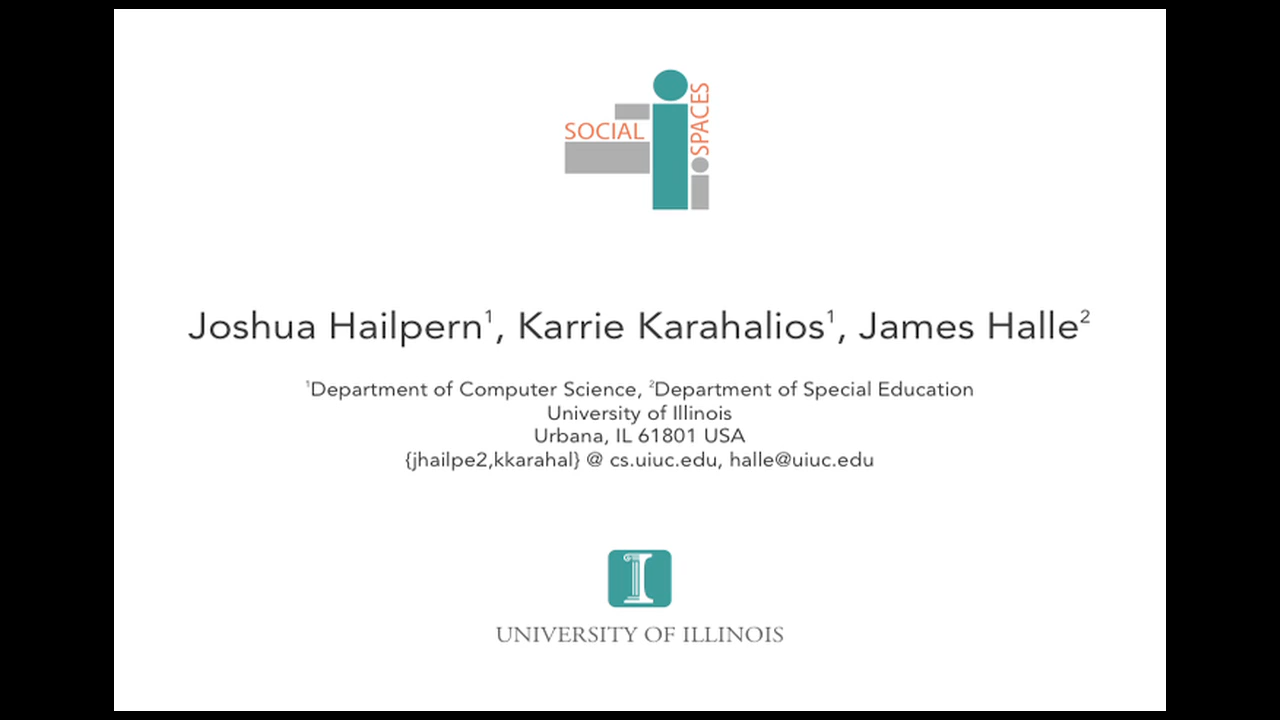 SOCIAL
SPACES
Joshua Hailpern¹, Karrie Karahalios¹, James Halle²
¹Department of Computer Science, ²Department of Special Education
University of Illinois
Urbana, IL 61801 USA
{jhailpe2,kkarahal} @ cs.uiuc.edu, halle@uiuc.edu
I
UNIVERSITY OF ILLINOIS